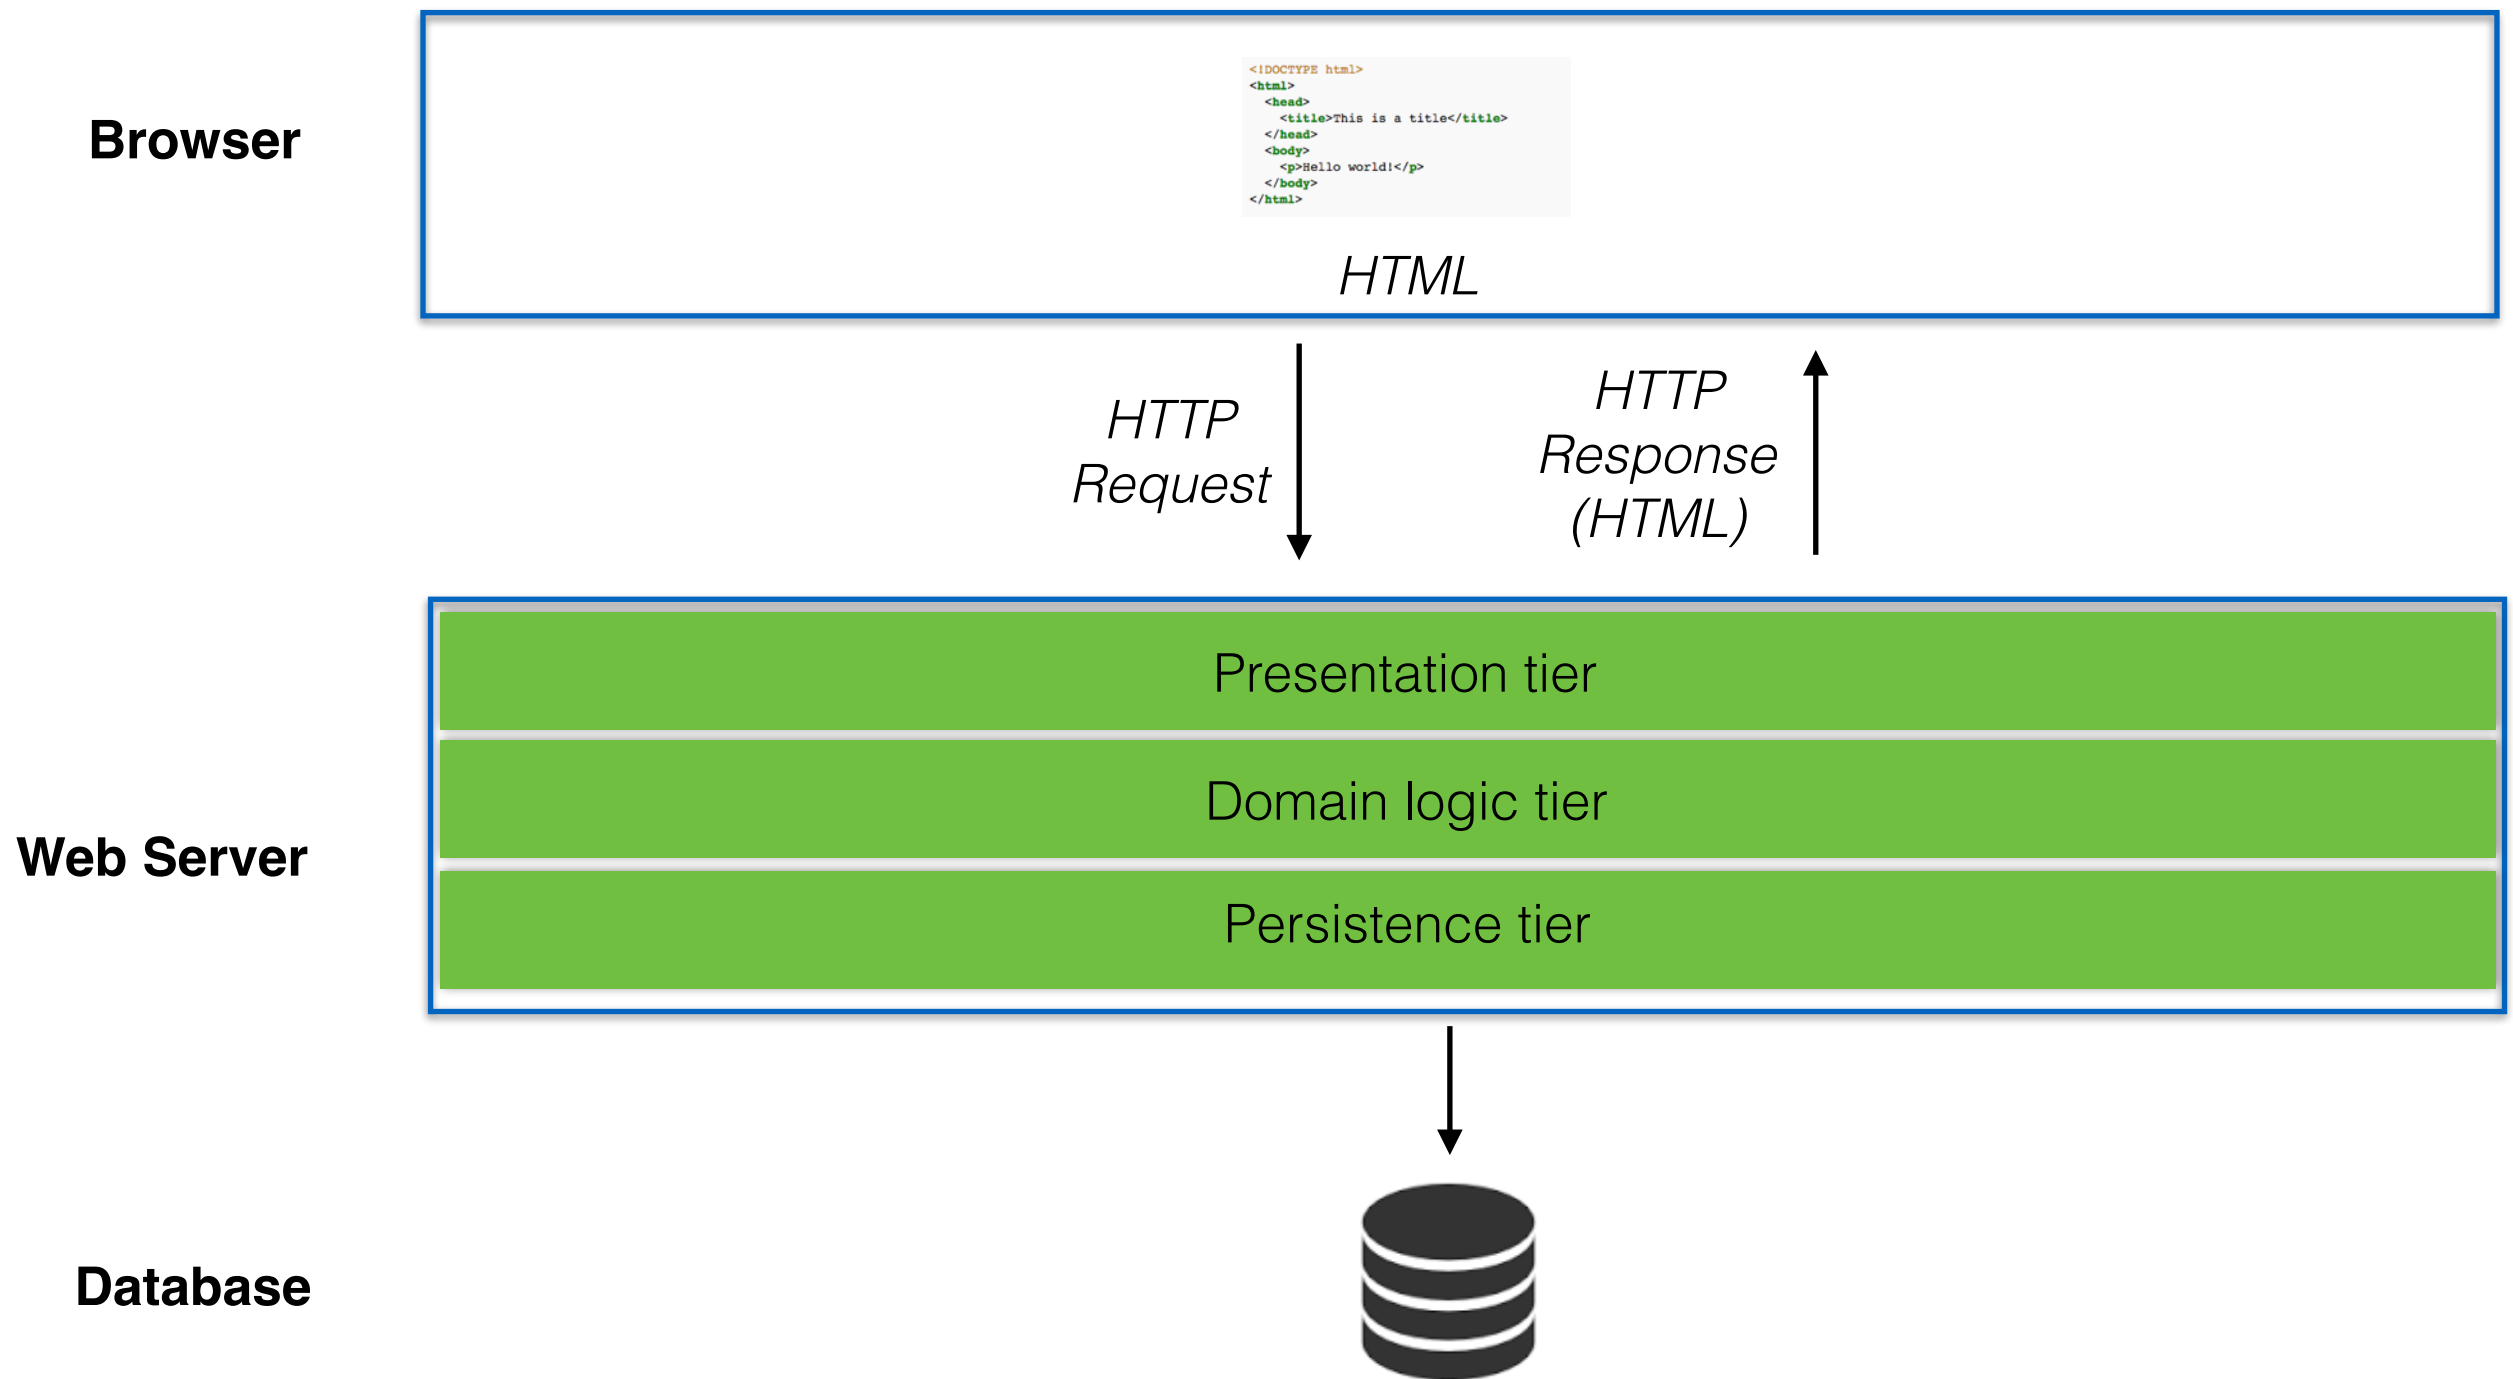 Browser
<!DOCTYPE html>
<html>
  <head>
    <title>This is a title</title>
  </head>
  <body>
    <p>Hello world!</p>
  </body>
</html>
HTML
HTTP
Request
HTTP
Response
(HTML)
Web Server
Presentation tier
Domain logic tier
Persistence tier
Database